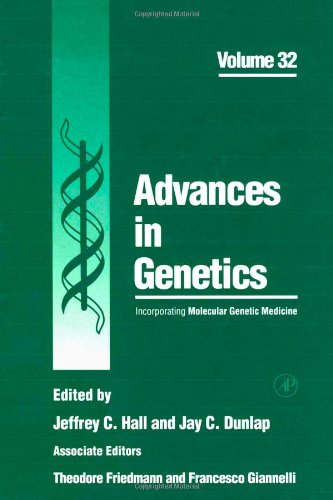 Volume 32
Advances
in
Genetics
Incorporating Molecular Genetic Medicine
Edited by
Jeffrey C. Hall and Jay C. Dunlap
Associate Editors
Theodore Friedmann and Francesco Giannelli
AP